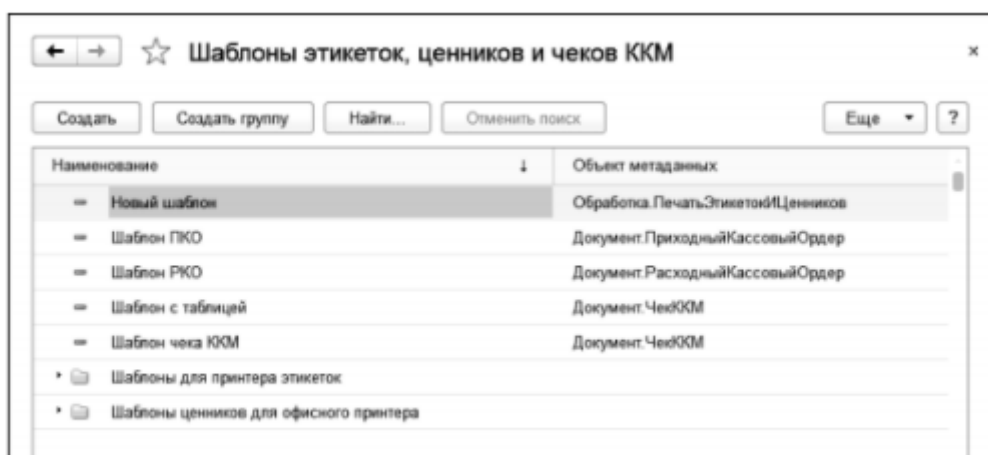 Шаблоны этикеток, ценников и чеков ККМ
Создать Создать группу Найти... Отменить поиск Еще ?
Наименование Объект метаданных
Новый шаблон Обработка.ПечатьЭтикетокИЦенников
Шаблон ПКО Документ.ПриходныйКассовыйОрдер
Шаблон РКО Документ.РасходныйКассовыйОрдер
Шаблон с таблицей Документ.ЧекККМ
Шаблон чека ККМ Документ.ЧекККМ
Шаблоны для принтера этикеток
Шаблоны ценников для офисного принтера